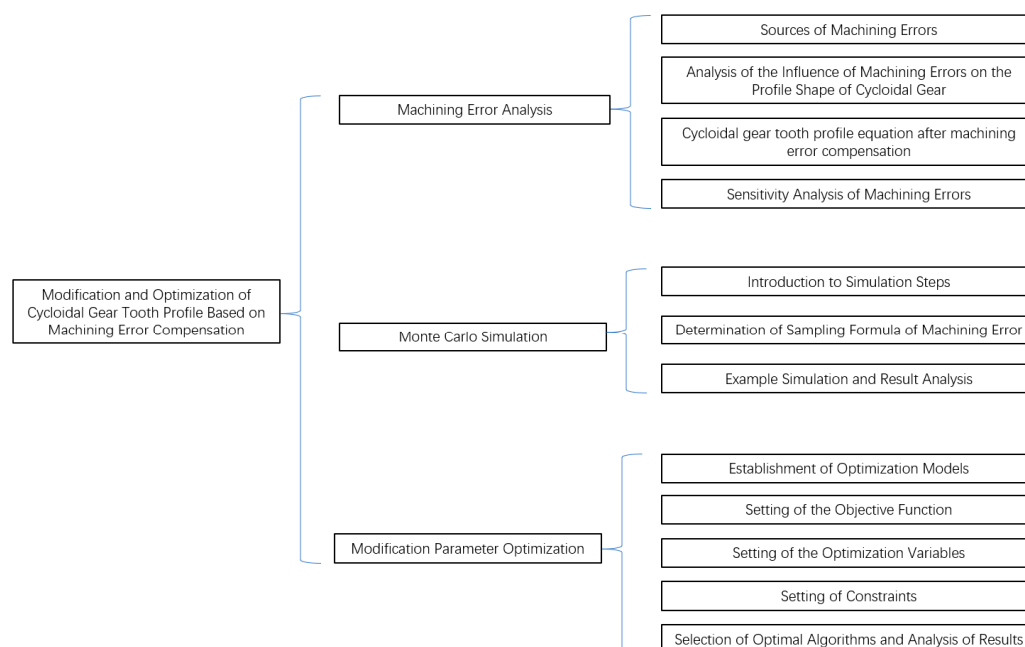 Sources of Machining Errors
Analysis of the Influence of Machining Errors on the
Profile Shape of Cycloidal Gear
Machining Error Analysis
Cycloidal gear tooth profile equation after machining
error compensation
Sensitivity Analysis of Machining Errors
Modification and Optimization of
Cycloidal Gear Tooth Profile Based on
Machining Error Compensation
Introduction to Simulation Steps
Monte Carlo Simulation
Determination of Sampling Formula of Machining Error
Example Simulation and Result Analysis
Establishment of Optimization Models
Setting of the Objective Function
Modification Parameter Optimization
Setting of the Optimization Variables
Setting of Constraints
Selection of Optimal Algorithms and Analysis of Results